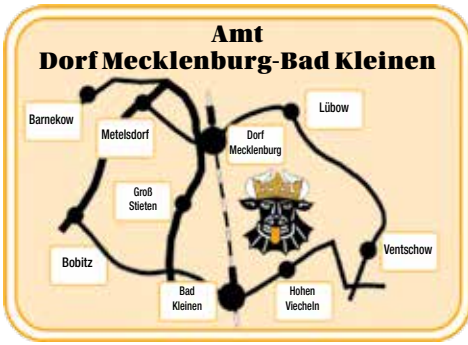 Amt
Dorf Mecklenburg-Bad Kleinen
Barnekow
Metelsdorf
Dorf
Mecklenburg
Lübow
Groß
Stieten
Bobitz
Ventschow
Bad
Kleinen
Hohen
Viecheln